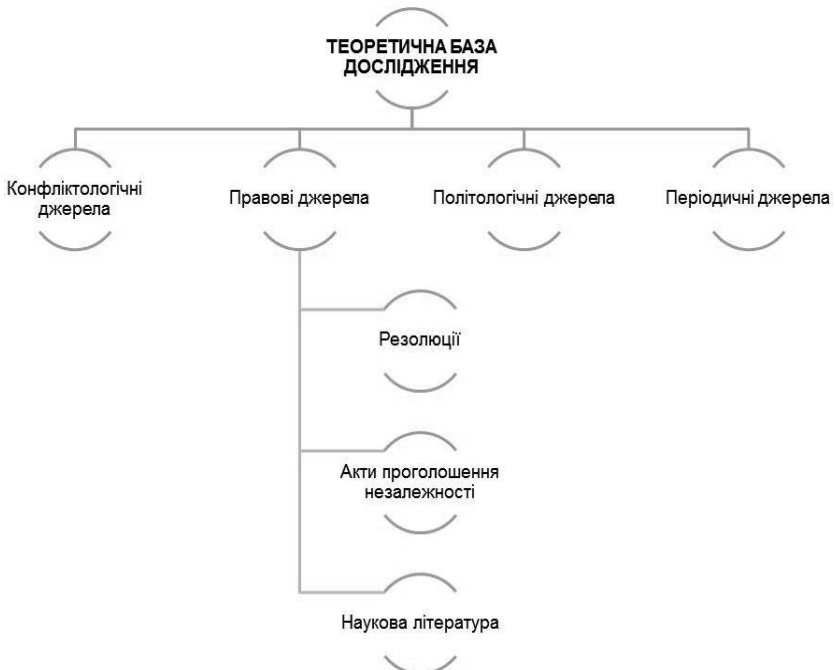 ТЕОРЕТИЧНА БАЗА
ДОСЛІДЖЕННЯ
Конфліктологічні
джерела
Правові джерела
Політологічні джерела
Періодичні джерела
Резолюції
Акти проголошення
незалежності
Наукова література